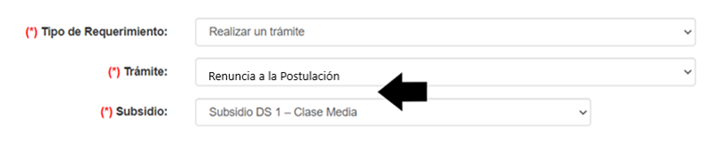 (*) Tipo de Requerimiento: Realizar un trámite
(*) Trámite: Renuncia a la Postulación
(*) Subsidio: Subsidio DS 1 – Clase Media